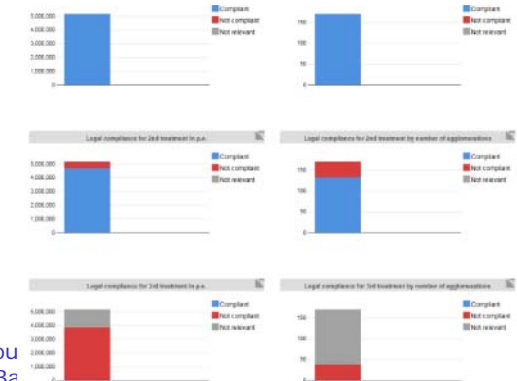 5,000,000
4,000,000
3,000,000
2,000,000
1,000,000
0
Compliant
Not compliant
Not relevant
150
100
50
0
Compliant
Not compliant
Not relevant
Legal compliance for 2nd treatment in p.e.
5,000,000
4,000,000
3,000,000
2,000,000
1,000,000
0
Compliant
Not compliant
Not relevant
Legal compliance for 2nd treatment by number of agglomerations
150
100
50
0
Compliant
Not compliant
Not relevant
Legal compliance for 3rd treatment in p.e.
5,000,000
4,000,000
3,000,000
2,000,000
1,000,000
Compliant
Not compliant
Not relevant
Legal compliance for 3rd treatment by number of agglomerations
150
100
50
Compliant
Not compliant
Not relevant